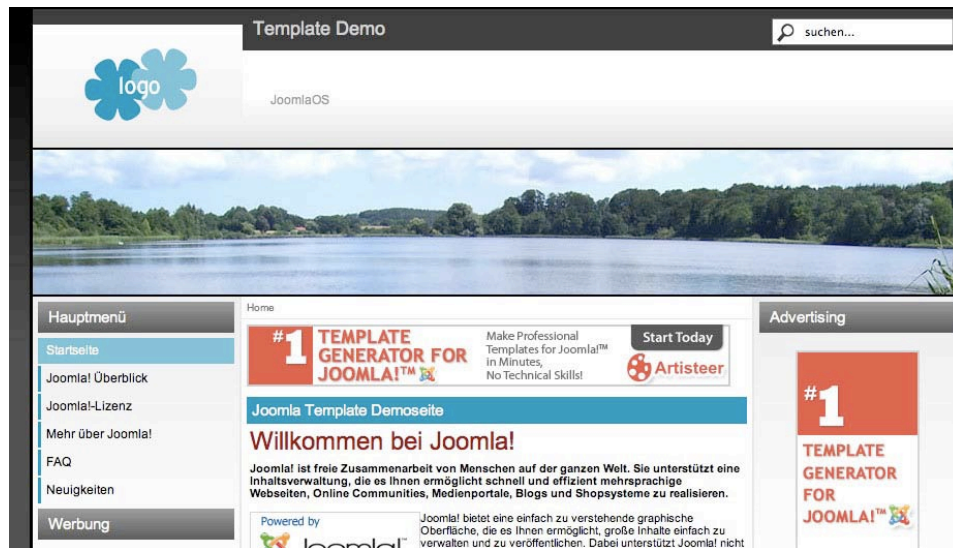 Template Demo
suchen...
logo
JoomlaOS
Hauptmenü
Startseite
Joomla! Überblick
Joomla!-Lizenz
Mehr über Joomla!
FAQ
Neuigkeiten
Werbung
Home
#1 TEMPLATE
GENERATOR FOR
JOOMLA!™
Make Professional
Templates for Joomla!™
in Minutes,
No Technical Skills!
Start Today
Artisteer
Joomla Template Demoseite
Willkommen bei Joomla!
Joomla! ist freie Zusammenarbeit von Menschen auf der ganzen Welt. Sie unterstützt eine
Inhaltsverwaltung, die es Ihnen ermöglicht schnell und effizient mehrsprachige
Webseiten, Online Communities, Medienportale, Blogs und Shopsysteme zu realisieren.
Powered by
Joomla!
Joomla! bietet eine einfach zu verstehende graphische
Oberfläche, die es Ihnen ermöglicht, große Inhalte einfach zu
verwalten und zu veröffentlichen. Dabei unterstützt Joomla! nicht
Advertising
#1
TEMPLATE
GENERATOR
FOR
JOOMLA!™